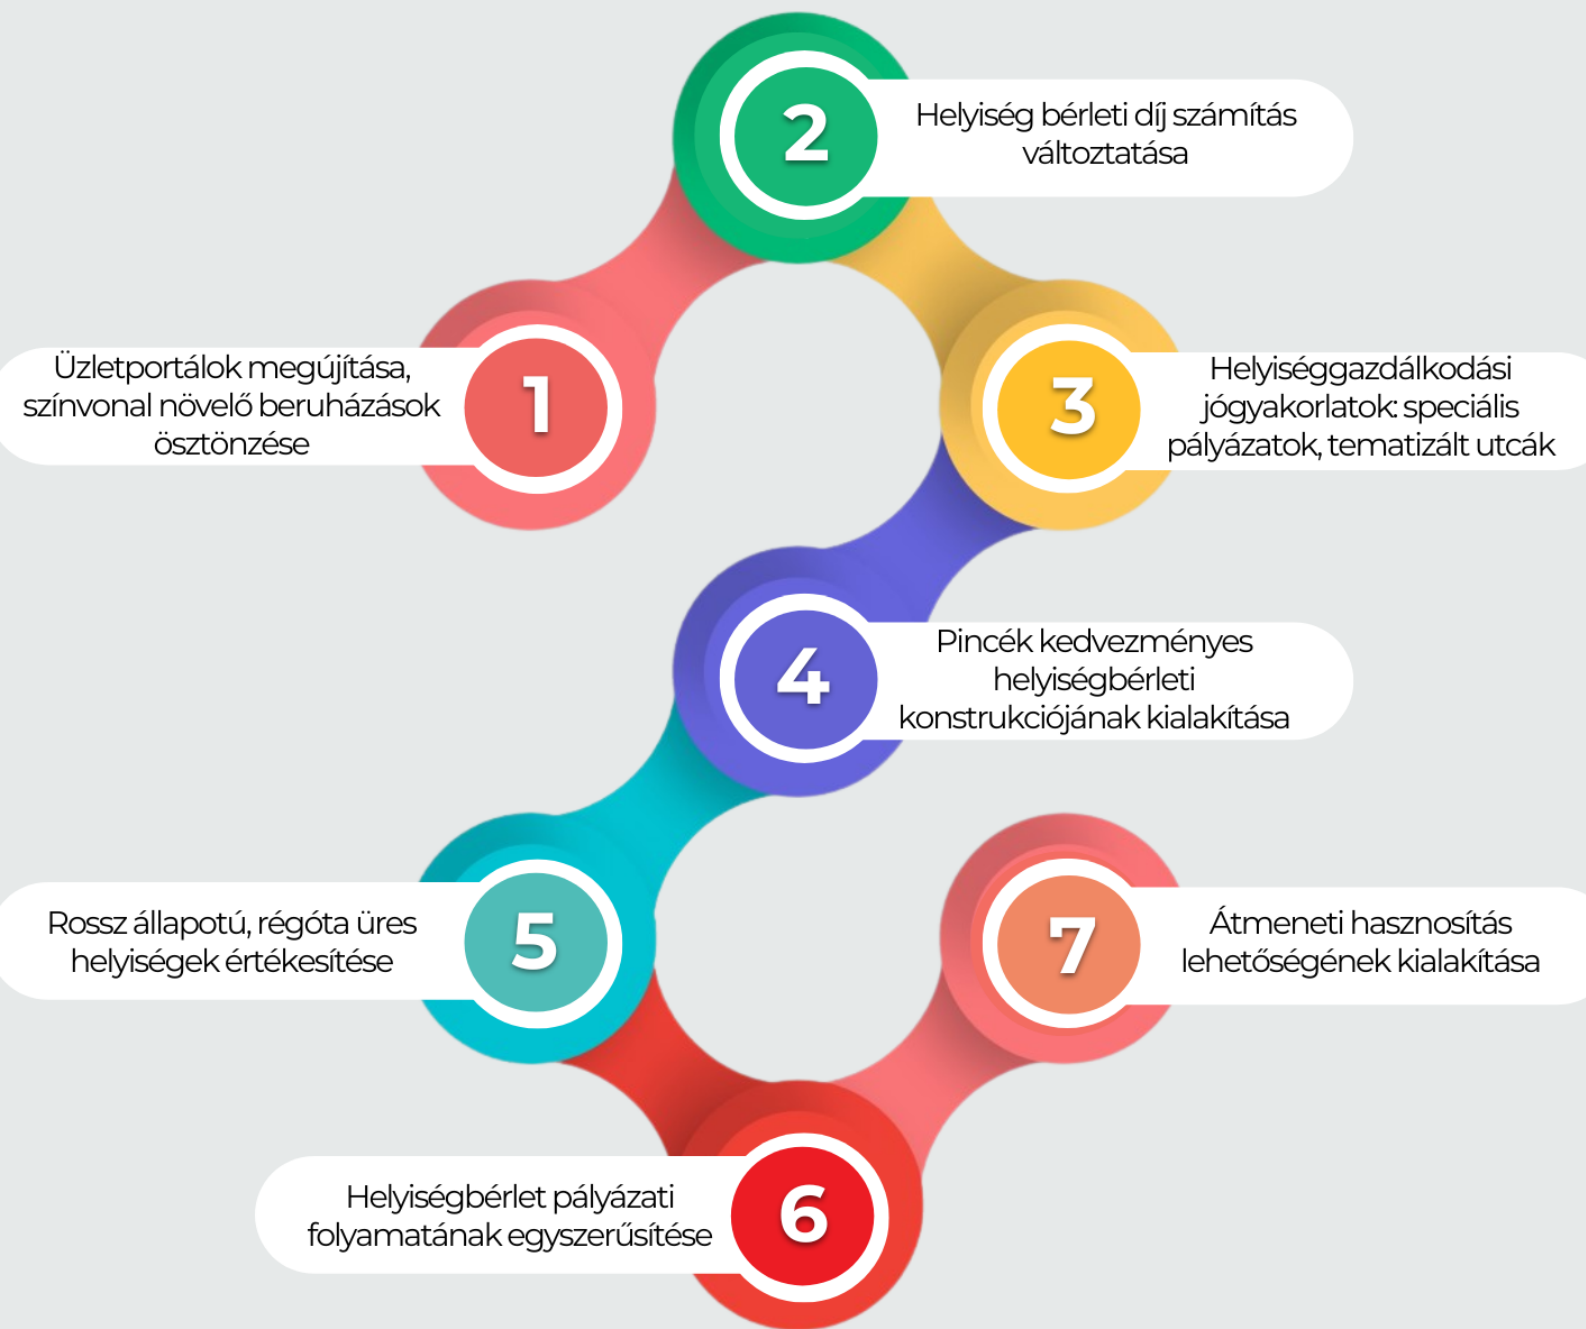 1
Üzletportálok megújítása,
színvonal növelő beruházások
ösztönzése
2
Helyiség bérleti díj számítás
változtatása
3
Helyiséggazdálkodási
jógyakorlatok: speciális
pályázatok, tematizált utcák
4
Pincék kedvezményes
helyiségbérleti
konstrukciójának kialakítása
5
Rossz állapotú, régóta üres
helyiségek értékesítése
6
Helyiségbérlet pályázati
folyamatának egyszerűsítése
7
Átmeneti hasznosítás
lehetőségének kialakítása